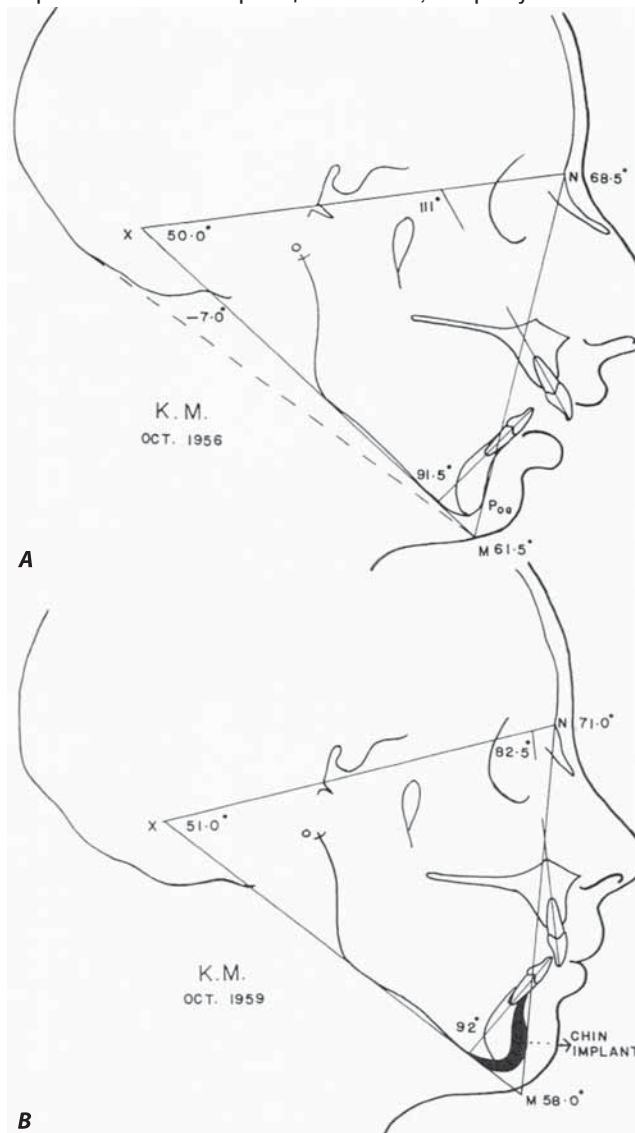 N 68.5°
111°
X 50.0°
-7.0°
K.M.
OCT. 1956
91.5°
Pog
M 61.5°
A
N 71.0°
82.5°
X 51.0°
K.M.
OCT. 1959
92°
CHIN
IMPLANT
M 58.0°
B